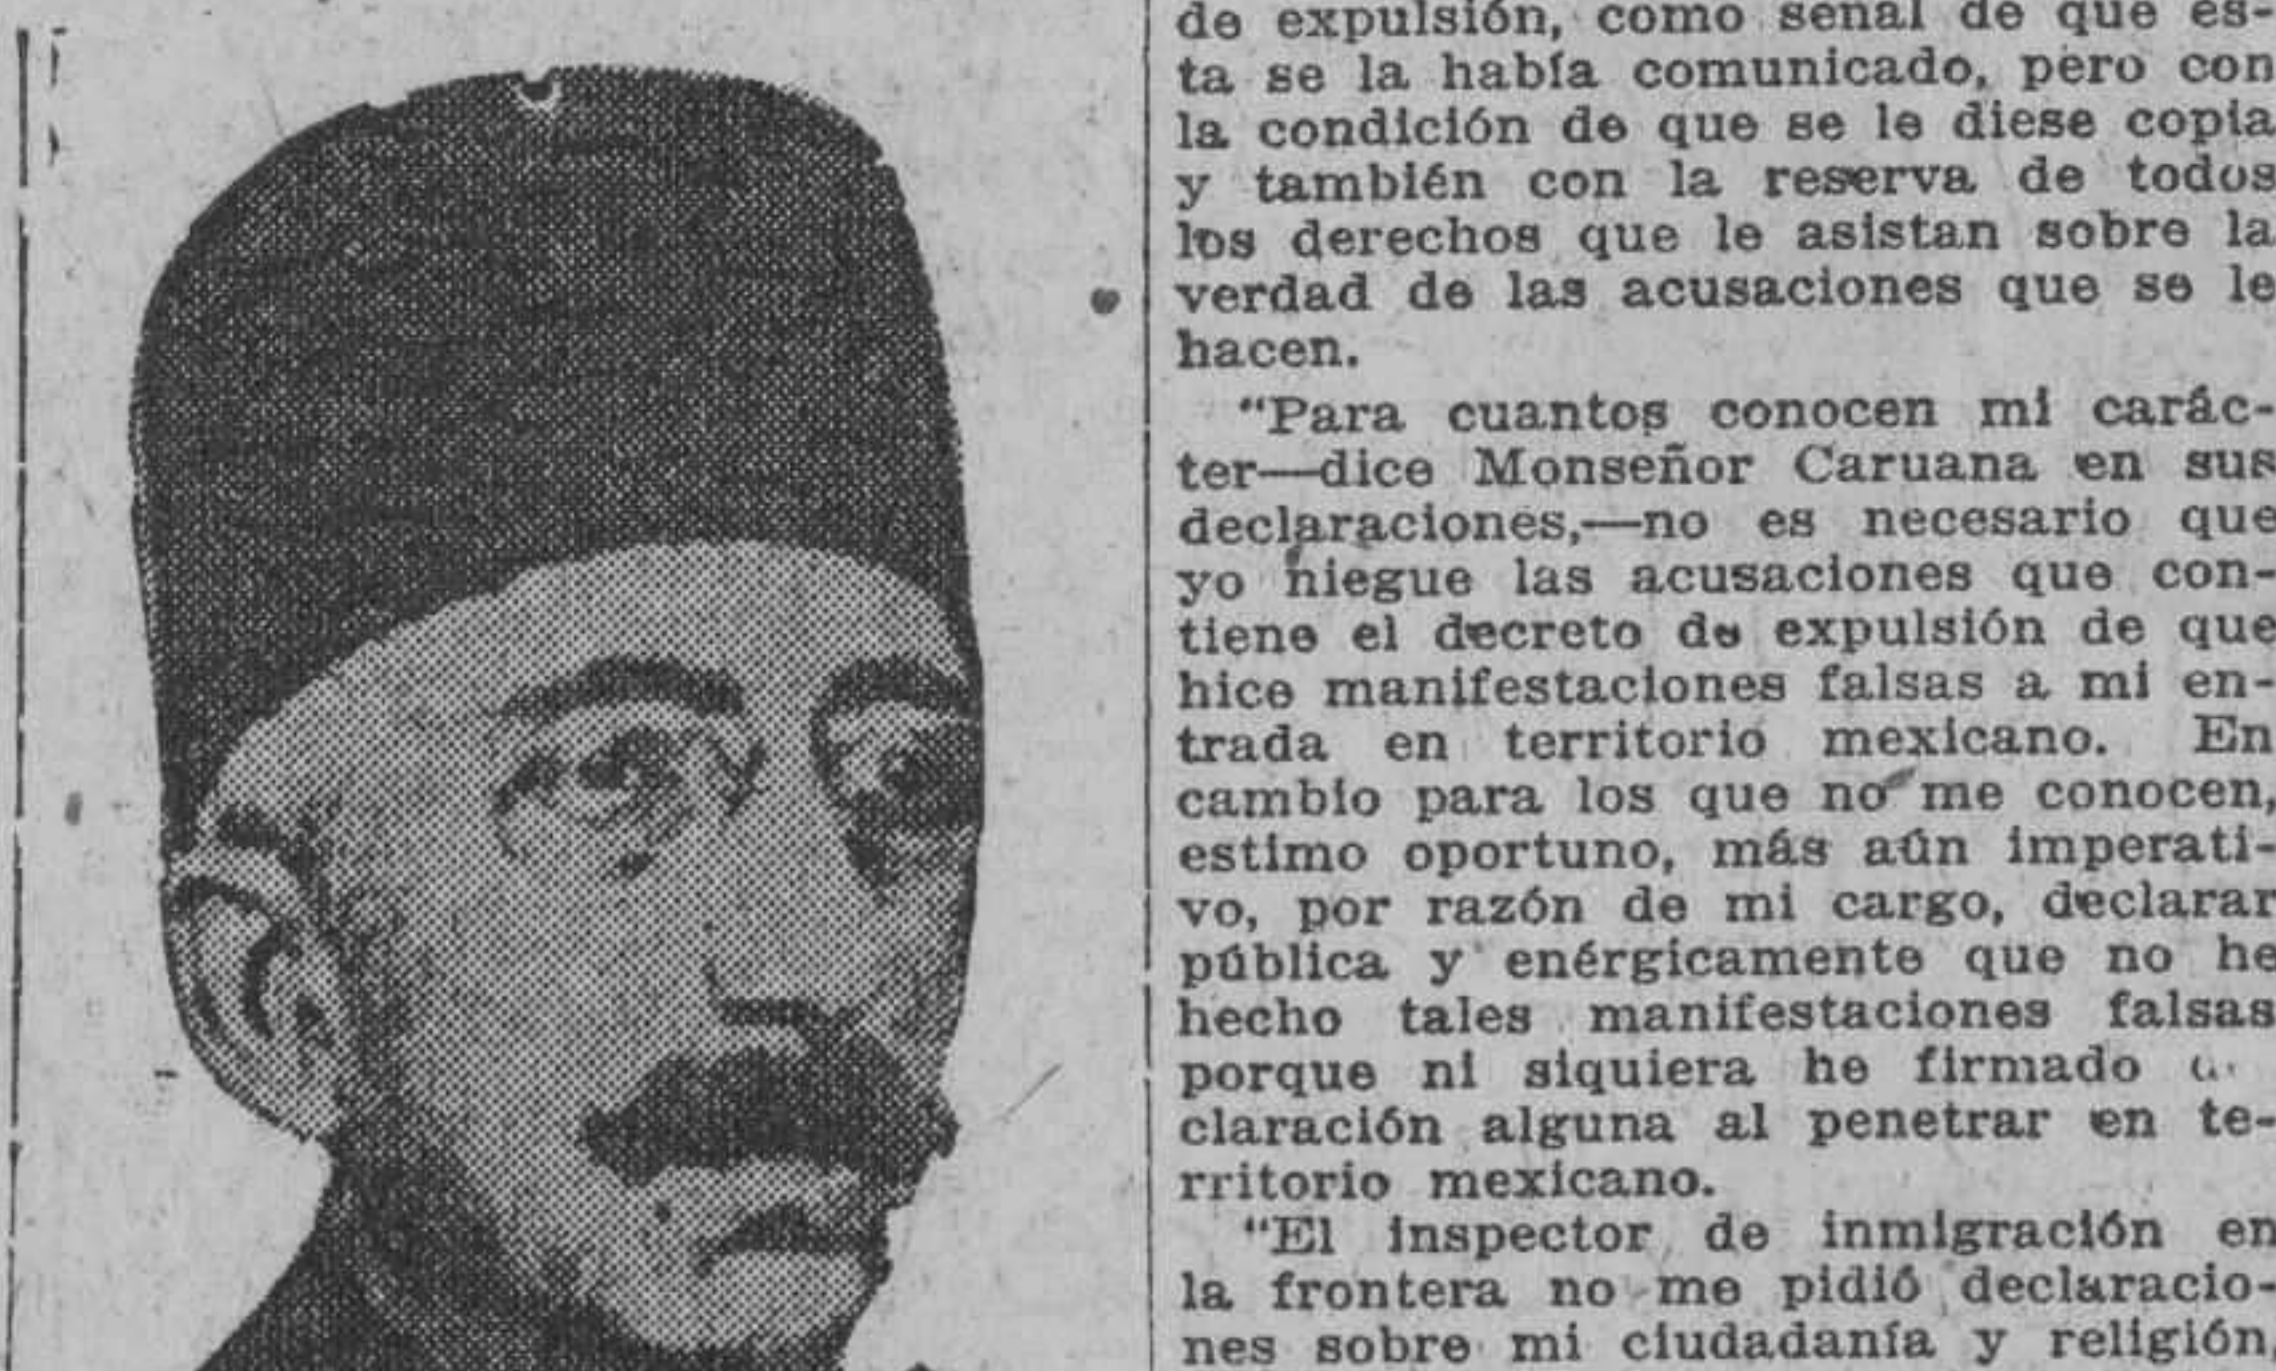 de expulsión, como señal de que es-
ta se la había comunicado, pero con
la condición de que se le diese copia
y también con la reserva de todos
los derechos que le asistan sobre la
verdad de las acusaciones que se le
hacen.
“Para cuantos conocen mi carác-
ter—dice Monseñor Caruana en sus
declaraciones,—no es necesario que
yo niegue las acusaciones que con-
tiene el decreto de expulsión de que
hice manifestaciones falsas a mi en-
trada en territorio mexicano. En
cambio para los que no me conocen,
estimo oportuno, más aún imperati-
vo, por razón de mi cargo, declarar
pública y enérgicamente que no he
hecho tales manifestaciones falsas
porque ni siquiera he firmado
claración alguna al penetrar en te-
rritorio mexicano.
“El inspector de inmigración en
la frontera no me pidió declaracio-
nes sobre mi ciudadanía y religión